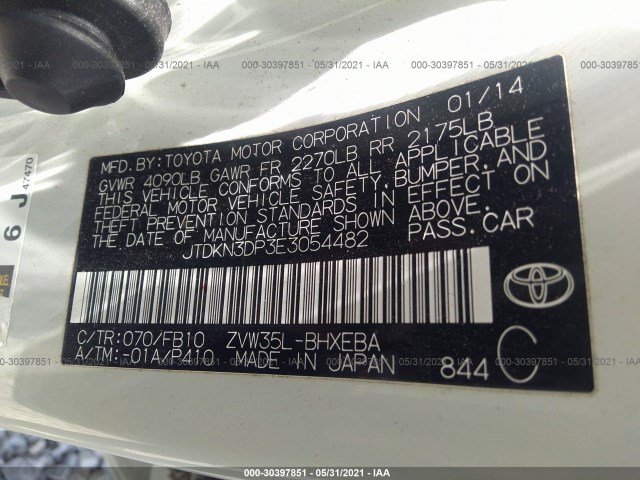 000-30397851 - 05/31/2021 - IAA
MFD.BY:TOYOTA MOTOR CORPORATION 01/14
GVWR 4090LB GAWR FR 2270LB RR 2175LB
THIS VEHICLE CONFORMS TO ALL APPLICABLE
FEDERAL MOTOR VEHICLE SAFETY,BUMPER,AND
THEFT PREVENTION STANDARDS IN EFFECT ON
THE DATE OF MANUFACTURE SHOWN ABOVE.
JTDKN3DP3E3054482 PASS.CAR
C/TR:070/FB10 ZVW35L-BHXEBA
A/TM:-01A/P410 MADE IN JAPAN 844 C
6 J 47470
000-30397851 - 05/31/2021 - IAA